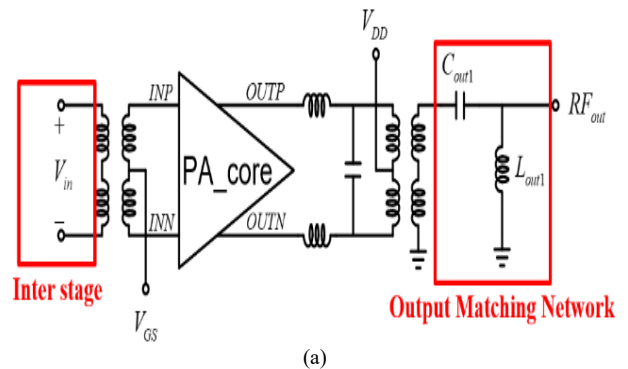 V_DD
C_out1
INP
OUTP
RF_out
+
V_in
−
PA_core
L_out1
INN
OUTN
Inter stage
V_GS
Output Matching Network
(a)